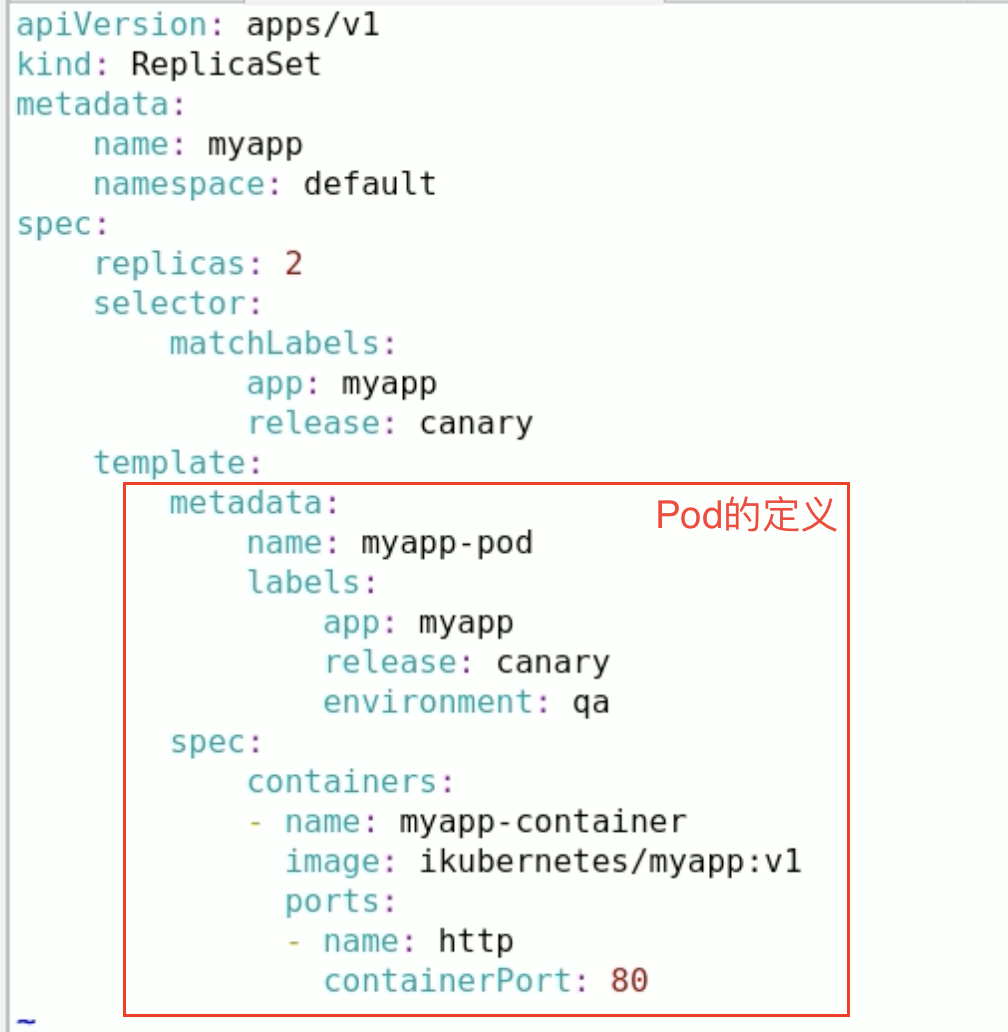 apiVersion: apps/v1
kind: ReplicaSet
metadata:
    name: myapp
    namespace: default
spec:
    replicas: 2
    selector:
        matchLabels:
            app: myapp
            release: canary
    template:
        metadata:
Pod的定义
            name: myapp-pod
            labels:
                app: myapp
                release: canary
                environment: qa
        spec:
            containers:
            - name: myapp-container
              image: ikubernetes/myapp:v1
              ports:
              - name: http
                containerPort: 80
~